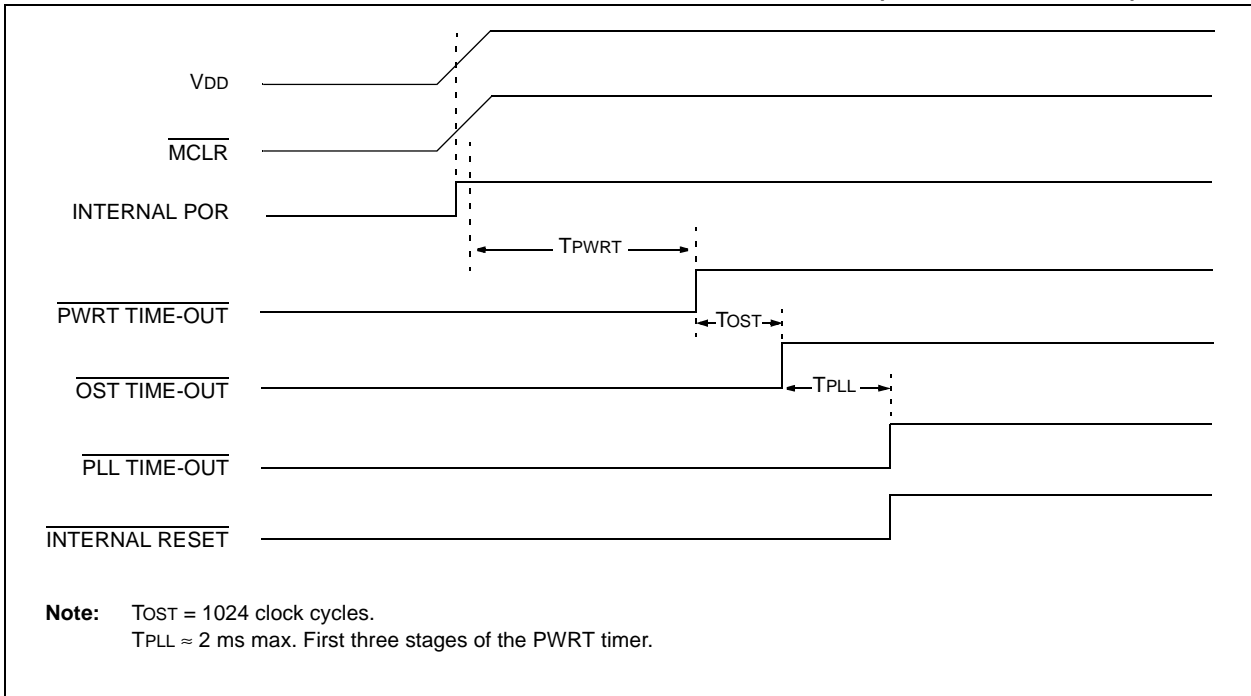 VDD
MCLR
INTERNAL POR
TPWRT
PWRT TIME-OUT
TOST
OST TIME-OUT
TPLL
PLL TIME-OUT
INTERNAL RESET
Note: TOST = 1024 clock cycles.
TPLL ≈ 2 ms max. First three stages of the PWRT timer.